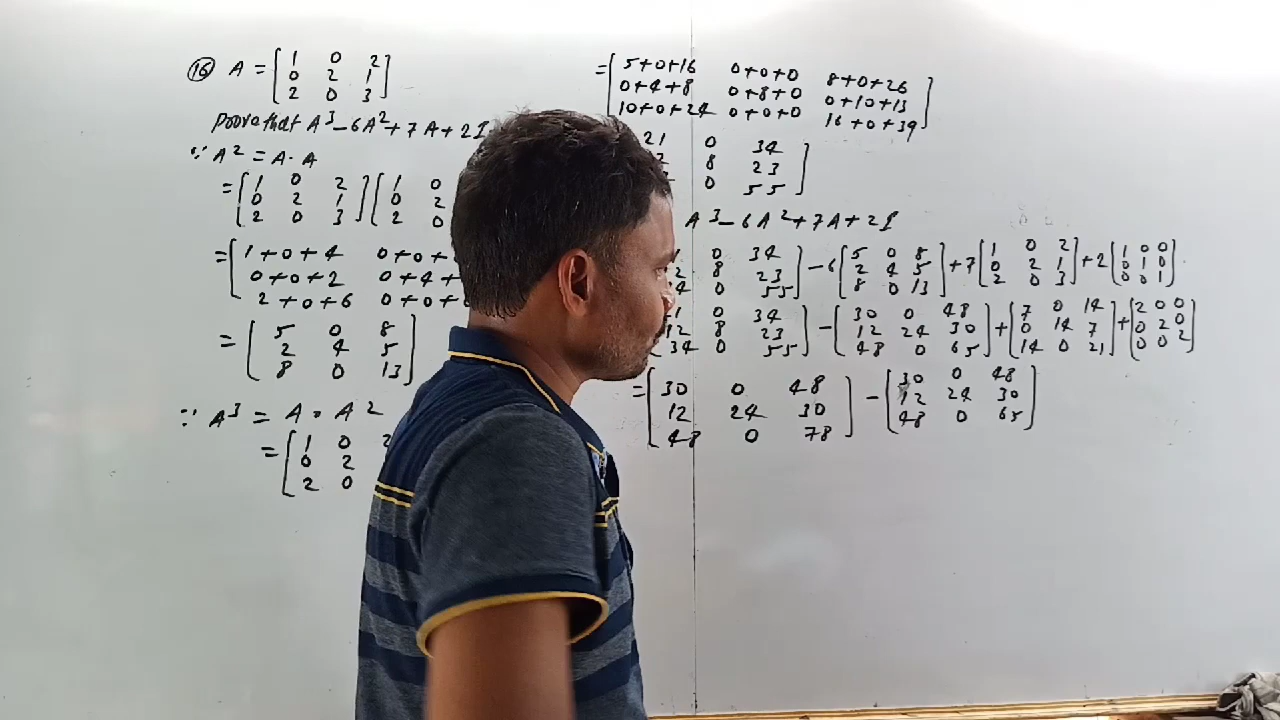 16 A = [ 1 0 2
0 2 1
2 0 3 ]
prove that A³ - 6A² + 7A + 2I
∵ A² = A · A
= [ 1 0 2
0 2 1
2 0 3 ] [ 1 0
0 2
2 0
= [ 1+0+4 0+0+
0+0+2 0+4+
2+0+6 0+0+
= [ 5 0 8
2 4 5
8 0 13 ]
∵ A³ = A · A²
= [ 1 0 2
0 2
2 0
= [ 5+0+16 0+0+0 8+0+26
0+4+8 0+8+0 0+10+13
10+0+24 0+0+0 16+0+39 ]
21 0 34
8 23
0 55 ]
A³ - 6A² + 7A + 2I
0 34
2 8 23
4 0 55 ] - 6 [ 5 0 8
2 4 5
8 0 13 ] + 7 [ 1 0 2
0 2 1
2 0 3 ] + 2 [ 1 0 0
0 1 0
0 0 1 ]
1 0 34
12 8 23
34 0 55 ] - [ 30 0 48
12 24 30
48 0 65 ] + [ 7 0 14
0 14 7
14 0 21 ] + [ 2 0 0
0 2 0
0 0 2 ]
= [ 30 0 48
12 24 30
48 0 78 ] - [ 30 0 48
12 24 30
48 0 65 ]